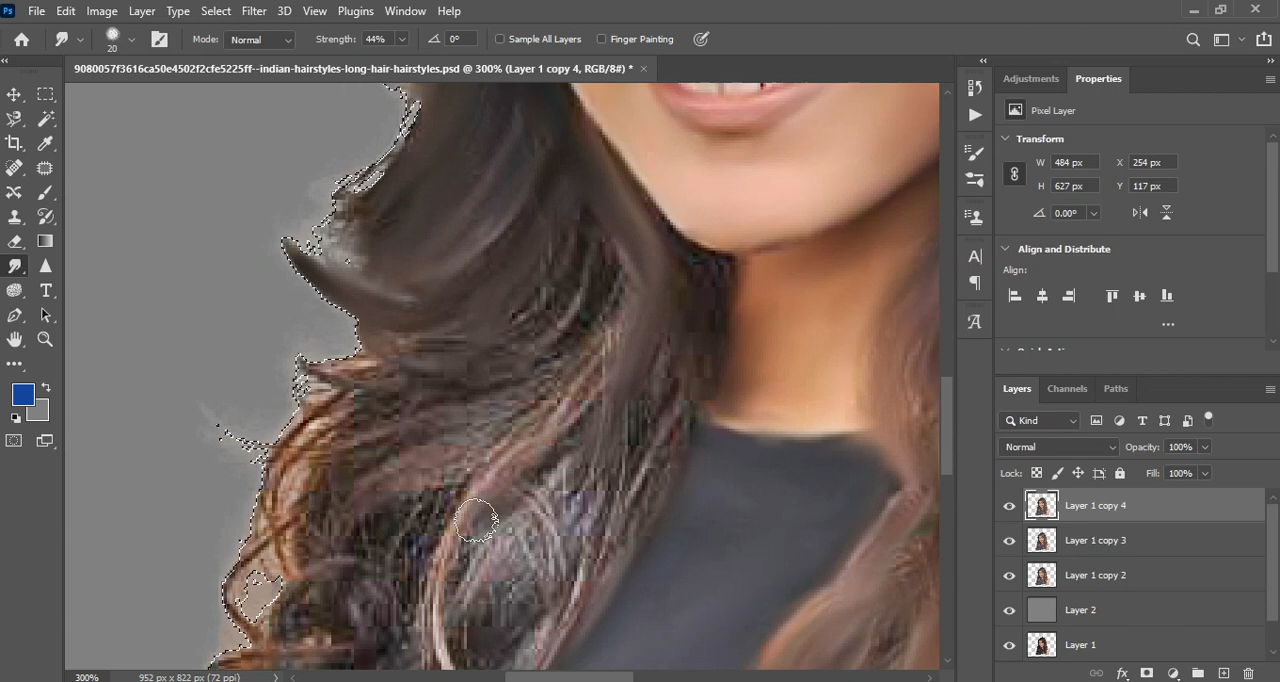 Ps File Edit Image Layer Type Select Filter 3D View Plugins Window Help
20 Mode: Normal Strength: 44% 0° Sample All Layers Finger Painting
9080057f3616ca50e4502f2cfe5225ff--indian-hairstyles-long-hair-hairstyles.psd @ 300% (Layer 1 copy 4, RGB/8#) *
Adjustments Properties
Pixel Layer
Transform
W 484 px X 254 px
H 627 px Y 117 px
0.00°
Align and Distribute
Align:
Layers Channels Paths
Kind
Normal Opacity: 100%
Lock: Fill: 100%
Layer 1 copy 4
Layer 1 copy 3
Layer 1 copy 2
Layer 2
Layer 1
300% 952 px x 822 px (72 ppi)